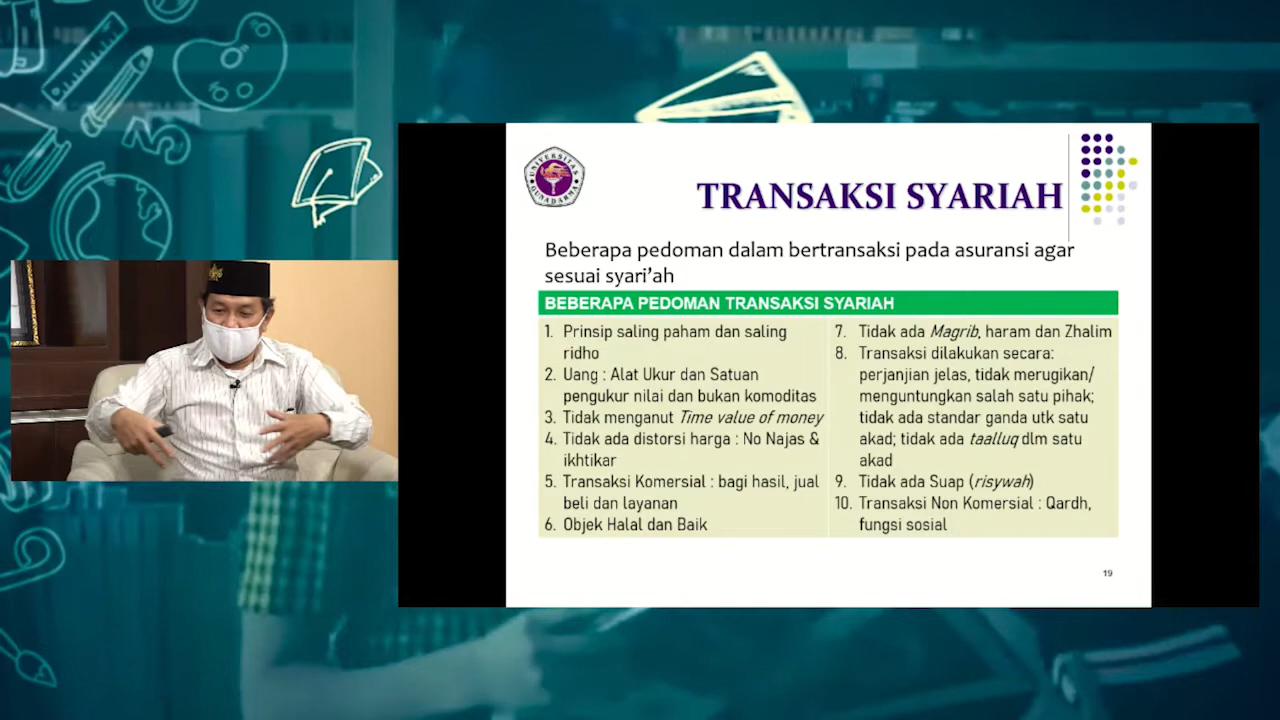 UNIVERSITAS GUNADARMA
TRANSAKSI SYARIAH
Beberapa pedoman dalam bertransaksi pada asuransi agar
sesuai syari'ah
BEBERAPA PEDOMAN TRANSAKSI SYARIAH
1. Prinsip saling paham dan saling
ridho
2. Uang : Alat Ukur dan Satuan
pengukur nilai dan bukan komoditas
3. Tidak menganut Time value of money
4. Tidak ada distorsi harga : No Najas &
ikhtikar
5. Transaksi Komersial : bagi hasil, jual
beli dan layanan
6. Objek Halal dan Baik
7. Tidak ada Magrib, haram dan Zhalim
8. Transaksi dilakukan secara:
perjanjian jelas, tidak merugikan/
menguntungkan salah satu pihak;
tidak ada standar ganda utk satu
akad; tidak ada taalluq dlm satu
akad
9. Tidak ada Suap (risywah)
10. Transaksi Non Komersial : Qardh,
fungsi sosial
19